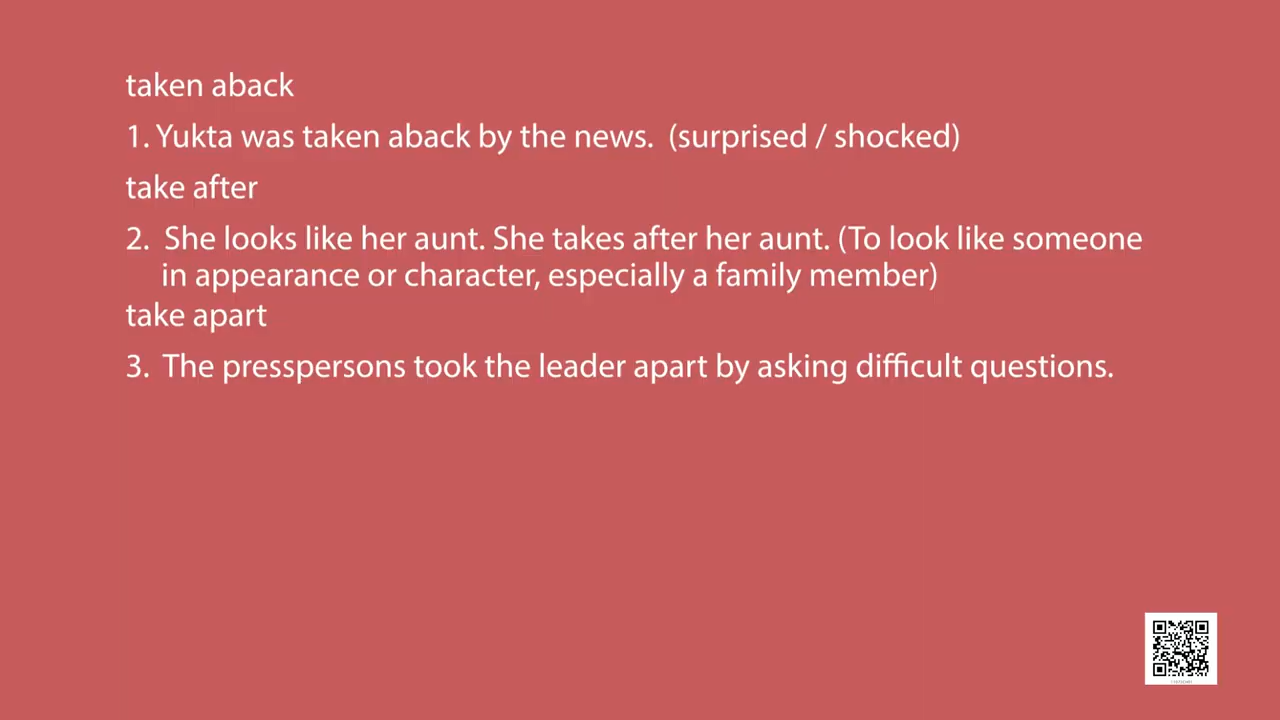 taken aback
1. Yukta was taken aback by the news. (surprised / shocked)
take after
2. She looks like her aunt. She takes after her aunt. (To look like someone
in appearance or character, especially a family member)
take apart
3. The presspersons took the leader apart by asking difficult questions.